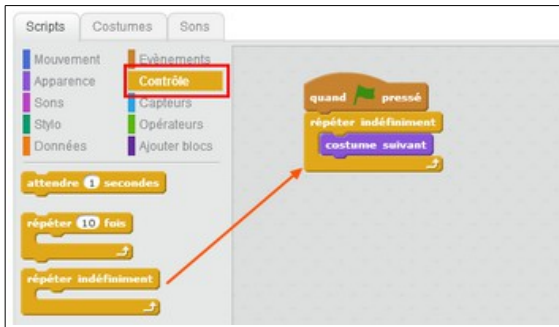 Scripts Costumes Sons
Mouvement Evènements
Apparence Contrôle
Sons Capteurs
Stylo Opérateurs
Données Ajouter blocs
attendre 1 secondes
répéter 10 fois
répéter indéfiniment
quand pressé
répéter indéfiniment
costume suivant